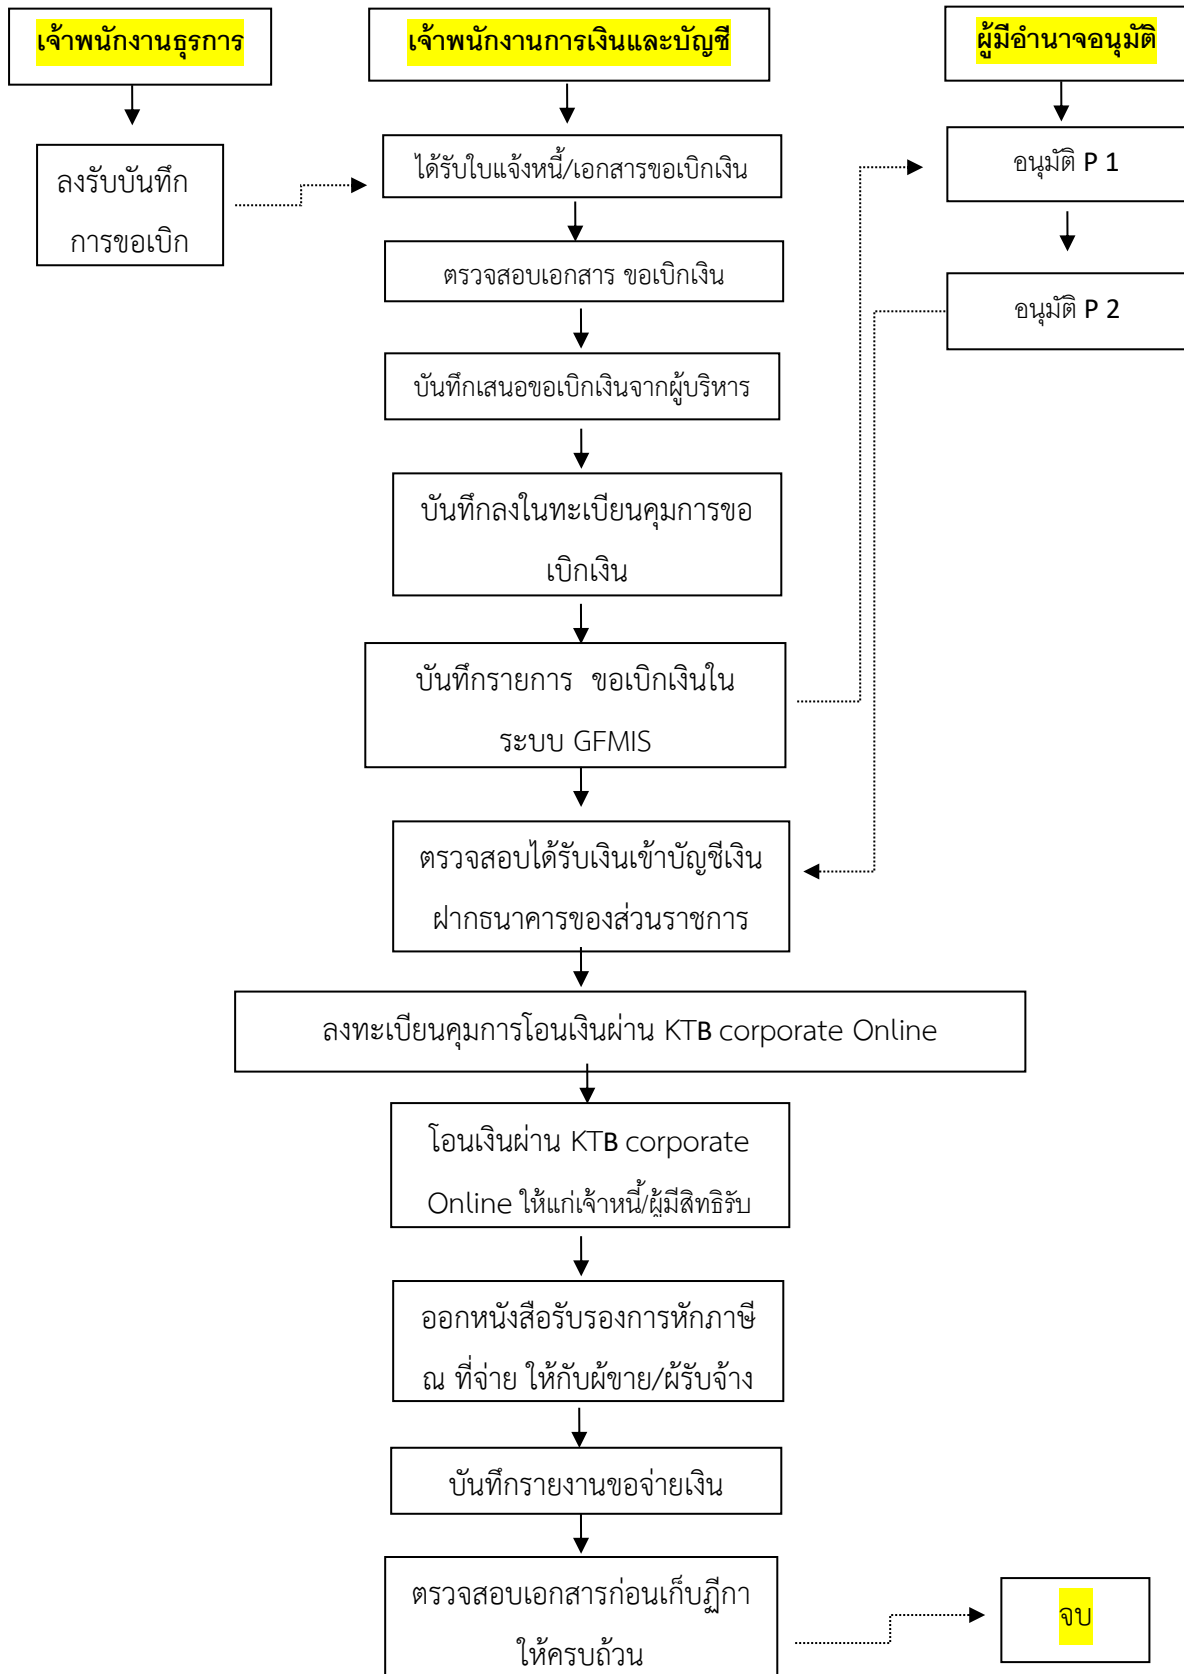 เจ้าพนักงานธุรการ
เจ้าพนักงานการเงินและบัญชี
ผู้มีอำนาจอนุมัติ
ลงรับบันทึก
การขอเบิก
ได้รับใบแจ้งหนี้/เอกสารขอเบิกเงิน
อนุมัติ P 1
ตรวจสอบเอกสาร ขอเบิกเงิน
อนุมัติ P 2
บันทึกเสนอขอเบิกเงินจากผู้บริหาร
บันทึกลงในทะเบียนคุมการขอ
เบิกเงิน
บันทึกรายการ ขอเบิกเงินใน
ระบบ GFMIS
ตรวจสอบได้รับเงินเข้าบัญชีเงิน
ฝากธนาคารของส่วนราชการ
ลงทะเบียนคุมการโอนเงินผ่าน KTB corporate Online
โอนเงินผ่าน KTB corporate
Online ให้แก่เจ้าหนี้/ผู้มีสิทธิรับ
ออกหนังสือรับรองการหักภาษี
ณ ที่จ่าย ให้กับผู้ขาย/ผู้รับจ้าง
บันทึกรายงานขอจ่ายเงิน
ตรวจสอบเอกสารก่อนเก็บฎีกา
ให้ครบถ้วน
จบ